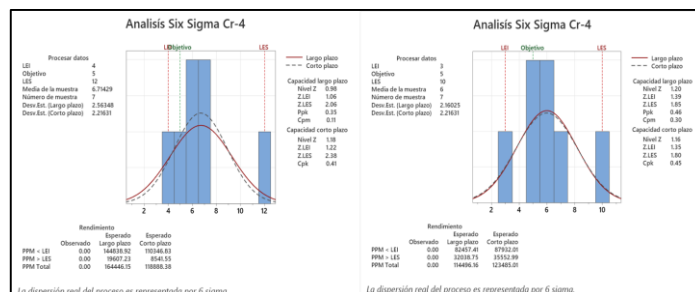 Analisís Six Sigma Cr-4
Procesar datos
LEI 4
Objetivo 5
LES 12
Media de la muestra 6.71429
Número de muestra 7
Desv.Est. (Largo plazo) 2.56348
Desv.Est. (Corto plazo) 2.21631
LEI Objetivo LES
Largo plazo
Corto plazo
Capacidad largo plazo
Nivel Z 0.98
Z.LEI 1.06
Z.LES 2.06
Ppk 0.35
Cpm 0.11
Capacidad corto plazo
Nivel Z 1.18
Z.LEI 1.22
Z.LES 2.38
Cpk 0.41
2 4 6 8 10 12
Rendimiento
Esperado Esperado
Observado Largo plazo Corto plazo
PPM < LEI 0.00 144838.92 110346.83
PPM > LES 0.00 19607.23 8541.55
PPM Total 0.00 164446.15 118888.38
La dispersión real del proceso es representada por 6 sigma.
Analisís Six Sigma Cr-4
Procesar datos
LEI 3
Objetivo 5
LES 10
Media de la muestra 6
Número de muestra 7
Desv.Est. (Largo plazo) 2.16025
Desv.Est. (Corto plazo) 2.21631
LEI Objetivo LES
Largo plazo
Corto plazo
Capacidad largo plazo
Nivel Z 1.20
Z.LEI 1.39
Z.LES 1.85
Ppk 0.46
Cpm 0.30
Capacidad corto plazo
Nivel Z 1.16
Z.LEI 1.35
Z.LES 1.80
Cpk 0.45
2 4 6 8 10
Rendimiento
Esperado Esperado
Observado Largo plazo Corto plazo
PPM < LEI 0.00 82457.41 87932.01
PPM > LES 0.00 32038.75 35552.99
PPM Total 0.00 114496.16 123485.01
La dispersión real del proceso es representada por 6 sigma.